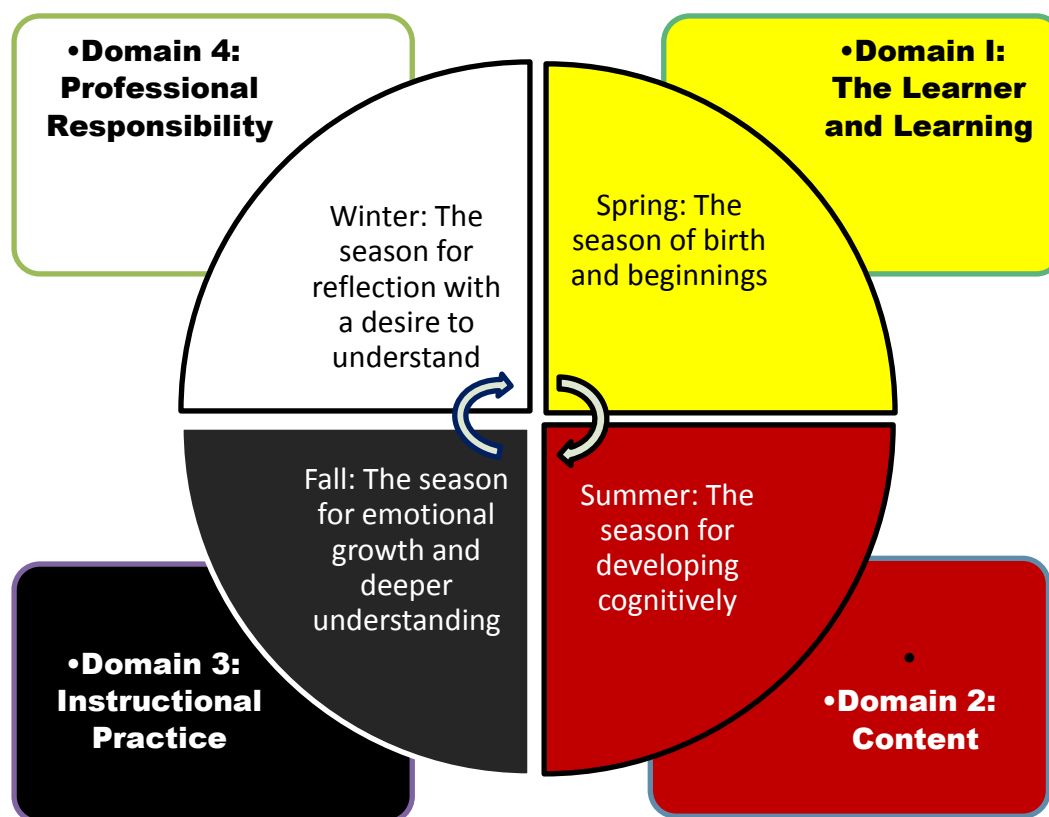 •Domain 4:
Professional
Responsibility
•Domain I:
The Learner
and Learning
Winter: The
season for
reflection with
a desire to
understand
Spring: The
season of birth
and beginnings
Fall: The season
for emotional
growth and
deeper
understanding
Summer: The
season for
developing
cognitively
•Domain 3:
Instructional
Practice
•
•Domain 2:
Content